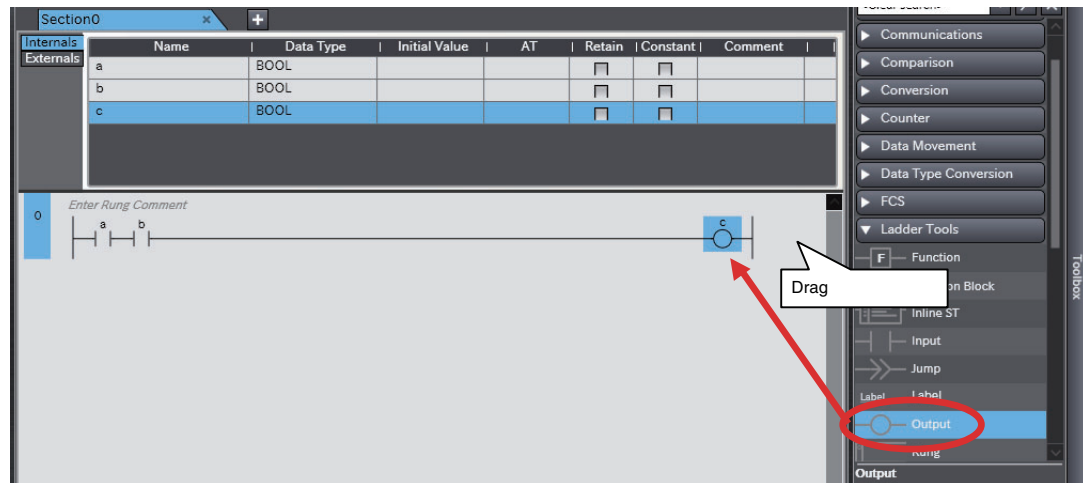 Section0 × +
Internals
Externals
Name Data Type Initial Value AT Retain Constant Comment
a BOOL
b BOOL
c BOOL
0
Enter Rung Comment
a b c
Drag
Communications
Comparison
Conversion
Counter
Data Movement
Data Type Conversion
FCS
Ladder Tools
F Function
on Block
Inline ST
Input
Jump
Label Label
Output
Rung
Output
Toolbox